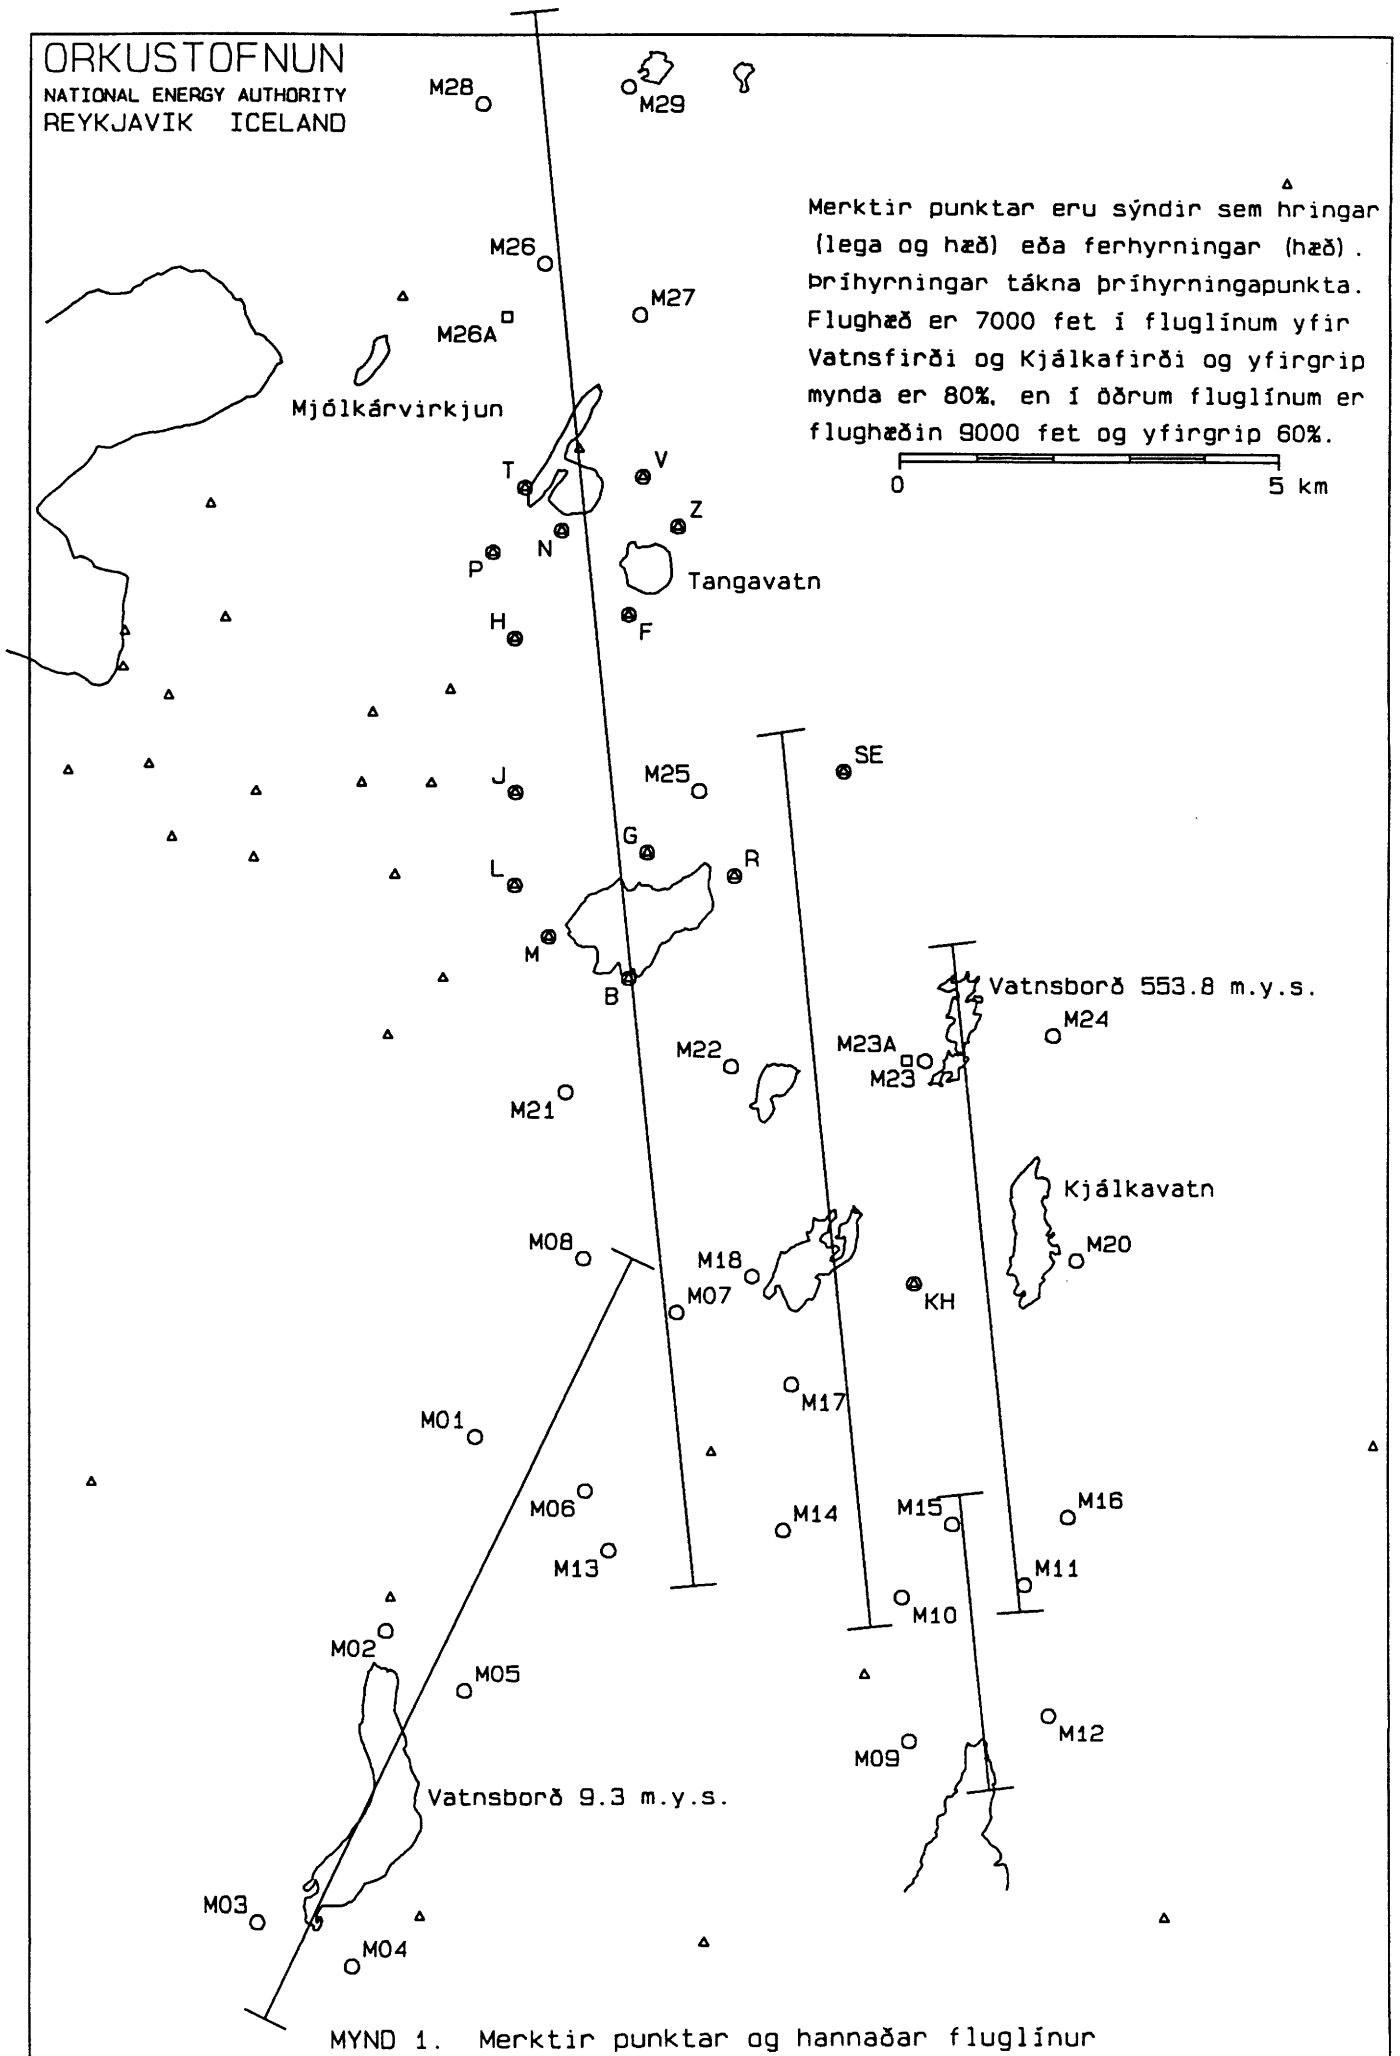 ORKUSTOFNUN
NATIONAL ENERGY AUTHORITY
REYKJAVIK ICELAND
M28
M29
Merktir punktar eru sýndir sem hringar
(lega og hæð) eða ferhyrningar (hæð).
Þríhyrningar tákna þríhyrningapunkta.
Flughæð er 7000 fet í fluglínum yfir
Vatnsfirði og Kjálkafirði og yfirgrip
mynda er 80%, en í öðrum fluglínum er
flughæðin 9000 fet og yfirgrip 60%.
0 5 km
M26
M27
M26A
Mjólkárvirkjun
T
V
Z
N
P
Tangavatn
H
F
SE
J
M25
G
R
L
M
B
Vatnsborð 553.8 m.y.s.
M24
M23A
M22
M23
M21
Kjálkavatn
M08
M18
M20
M07
KH
M17
M01
M06
M14
M15
M16
M13
M11
M10
M02
M05
M12
M09
Vatnsborð 9.3 m.y.s.
M03
M04
MYND 1. Merktir punktar og hannaðar fluglínur